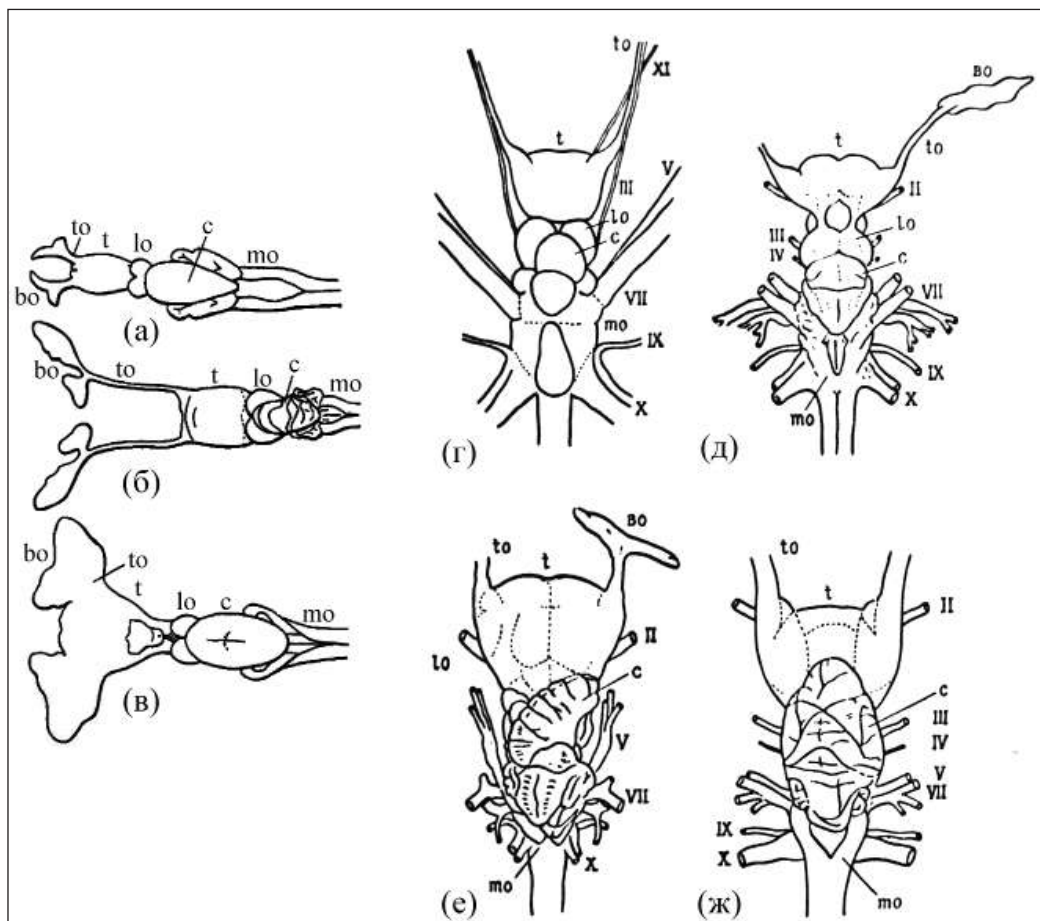 to t lo c mo
bo
(а)
bo to t lo c mo
(б)
bo to t lo c mo
(в)
to
XI
t
V
III
lo
c
VII
mo
IX
X
(г)
во
to
t
II
lo
III
IV
c
VII
IX
X
mo
(д)
во
to t
II
lo
c
V
VII
X
mo
(е)
to
t
II
c
III
IV
V
VII
IX
X
mo
(ж)